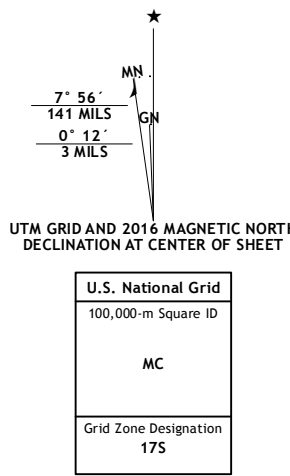 ★
MN
7° 56´
141 MILS
GN
0° 12´
3 MILS
UTM GRID AND 2016 MAGNETIC NORTH
DECLINATION AT CENTER OF SHEET
U.S. National Grid
100,000-m Square ID
MC
Grid Zone Designation
17S